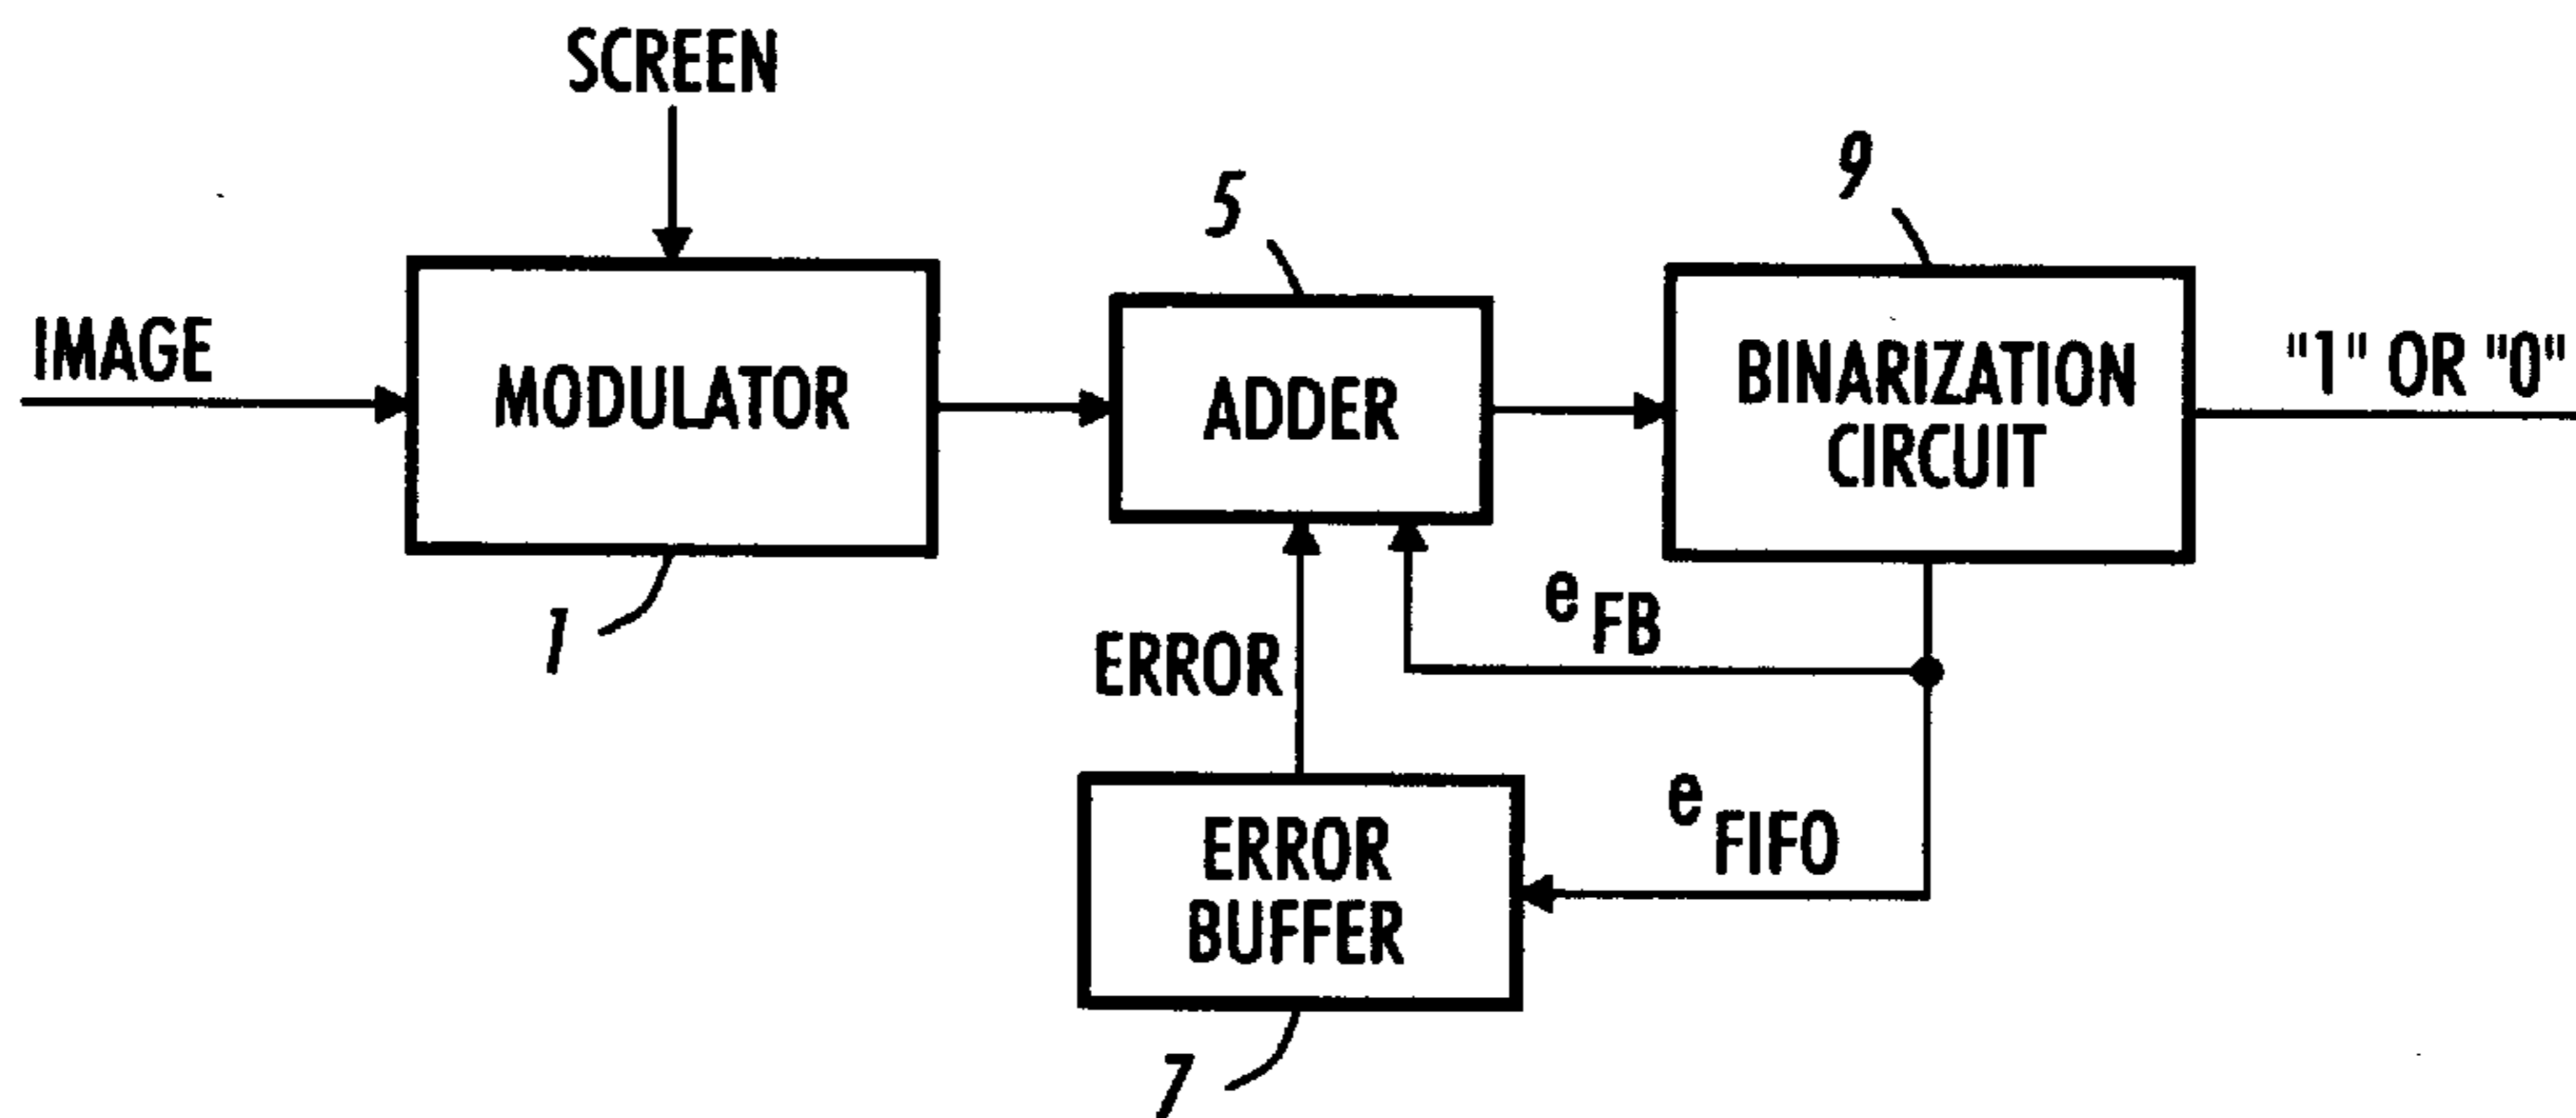 SCREEN
5
9
IMAGE
MODULATOR
ADDER
BINARIZATION
CIRCUIT
"1" OR "0"
1
ERROR
e FB
e FIFO
ERROR
BUFFER
7